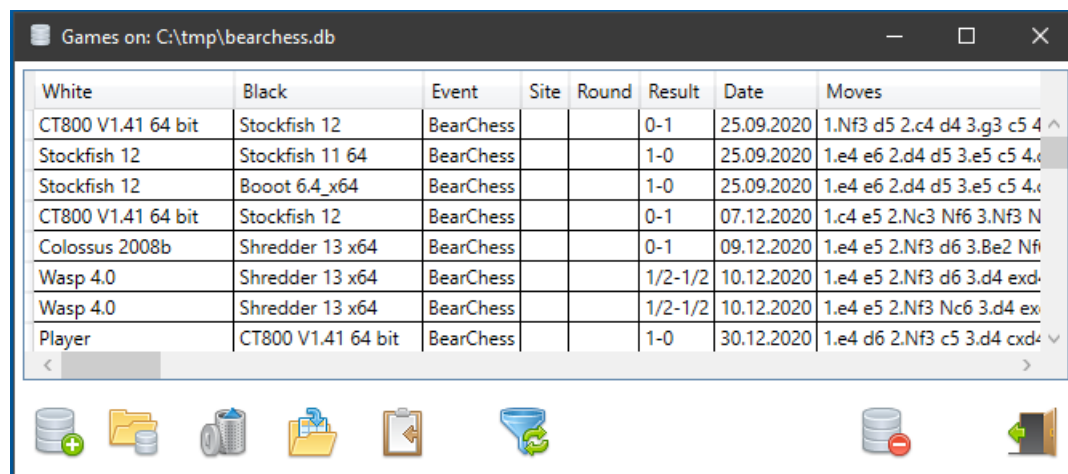 Games on: C:\tmp\bearchess.db
White Black Event Site Round Result Date Moves
CT800 V1.41 64 bit Stockfish 12 BearChess 0-1 25.09.2020 1.Nf3 d5 2.c4 d4 3.g3 c5 4
Stockfish 12 Stockfish 11 64 BearChess 1-0 25.09.2020 1.e4 e6 2.d4 d5 3.e5 c5 4.
Stockfish 12 Booot 6.4_x64 BearChess 1-0 25.09.2020 1.e4 e6 2.d4 d5 3.e5 c5 4.
CT800 V1.41 64 bit Stockfish 12 BearChess 0-1 07.12.2020 1.c4 e5 2.Nc3 Nf6 3.Nf3 N
Colossus 2008b Shredder 13 x64 BearChess 0-1 09.12.2020 1.e4 e5 2.Nf3 d6 3.Be2 Nf
Wasp 4.0 Shredder 13 x64 BearChess 1/2-1/2 10.12.2020 1.e4 e5 2.Nf3 d6 3.d4 exd
Wasp 4.0 Shredder 13 x64 BearChess 1/2-1/2 10.12.2020 1.e4 e5 2.Nf3 Nc6 3.d4 ex
Player CT800 V1.41 64 bit BearChess 1-0 30.12.2020 1.e4 d6 2.Nf3 c5 3.d4 cxd4